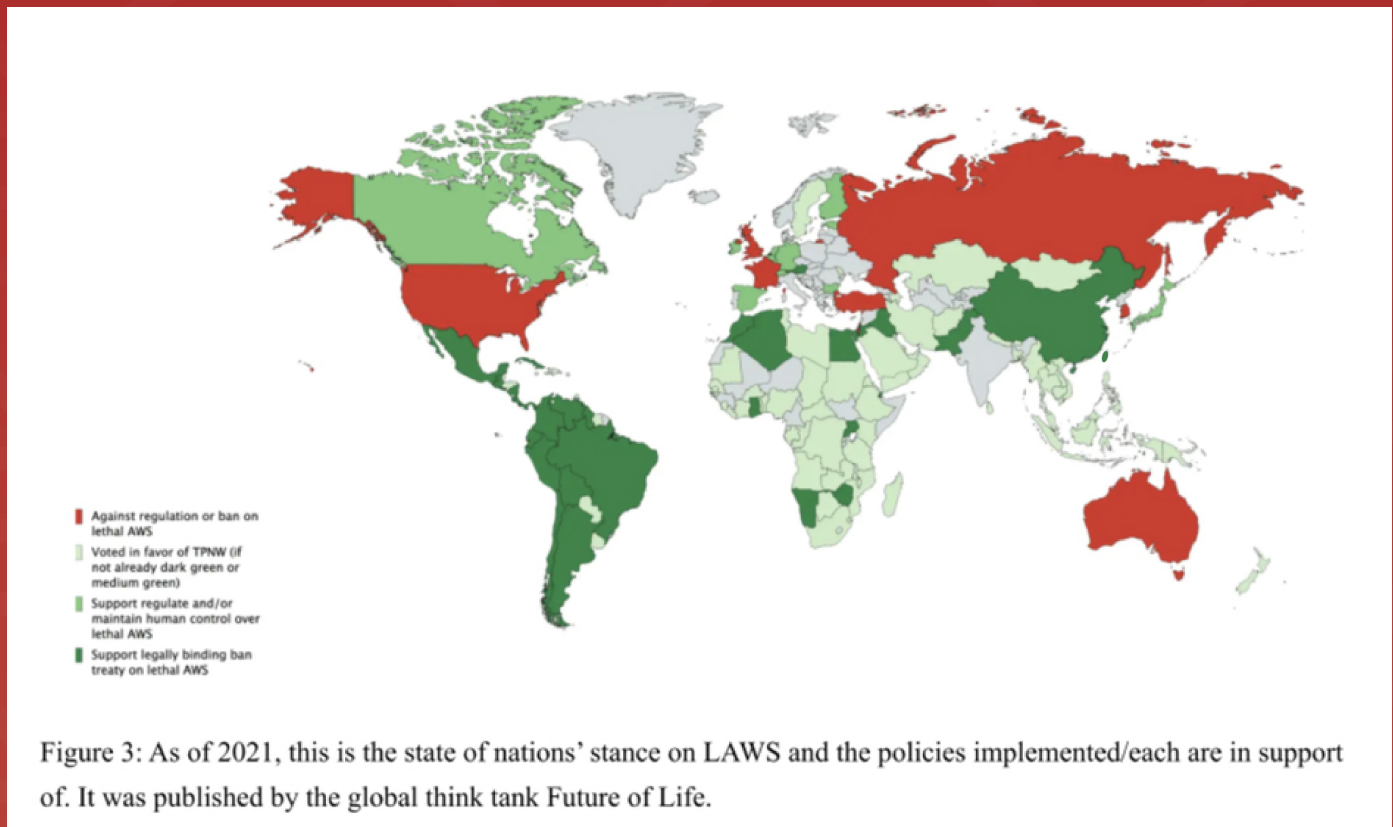 Against regulation or ban on
lethal AWS
Voted in favor of TPNW (if
not already dark green or
medium green)
Support regulate and/or
maintain human control over
lethal AWS
Support legally binding ban
treaty on lethal AWS
Figure 3: As of 2021, this is the state of nations’ stance on LAWS and the policies implemented/each are in support
of. It was published by the global think tank Future of Life.